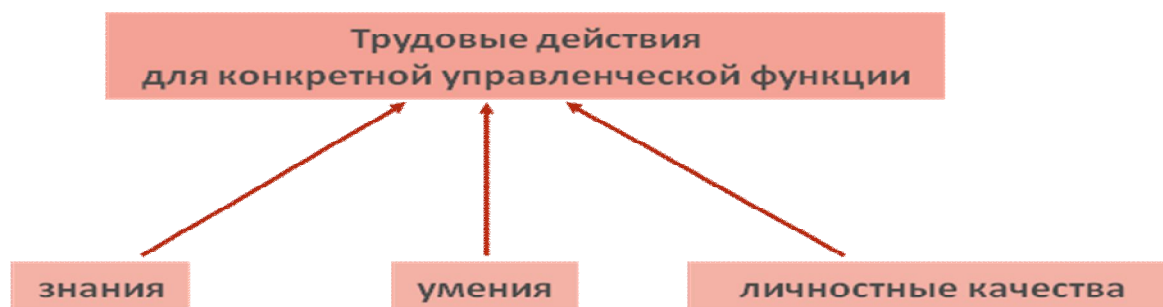 Трудовые действия
для конкретной управленческой функции
знания
умения
личностные качества